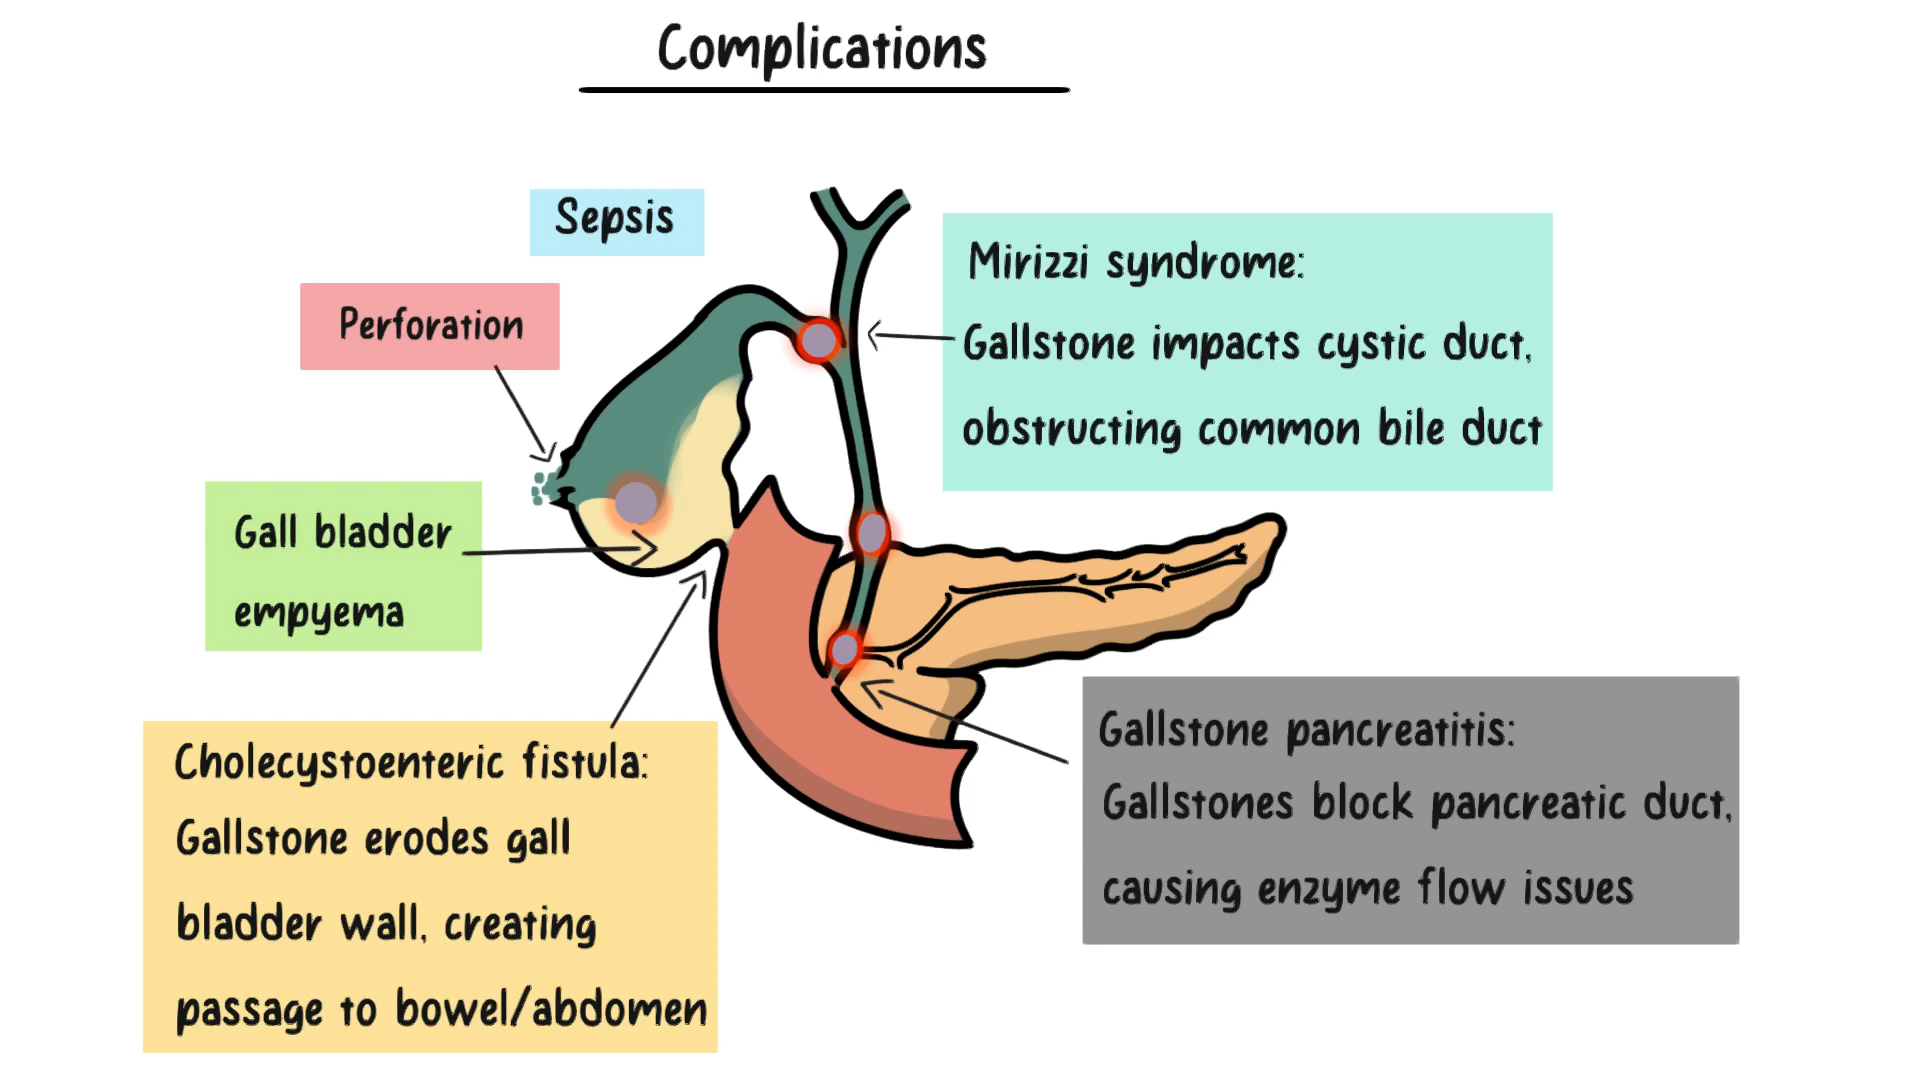 Complications
Sepsis
Perforation
Gall bladder
empyema
Cholecystoenteric fistula:
Gallstone erodes gall
bladder wall, creating
passage to bowel/abdomen
Mirizzi syndrome:
Gallstone impacts cystic duct,
obstructing common bile duct
Gallstone pancreatitis:
Gallstones block pancreatic duct,
causing enzyme flow issues